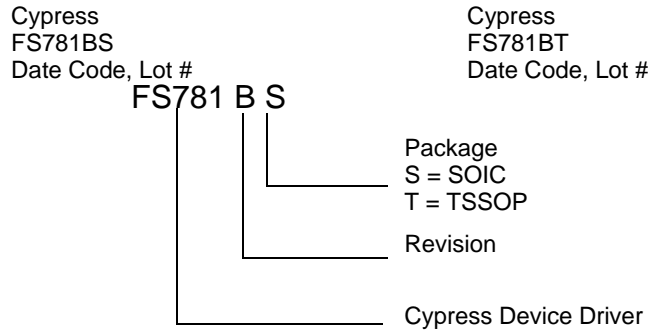 Cypress
FS781BS
Date Code, Lot #
Cypress
FS781BT
Date Code, Lot #
FS781 B S
Package
S = SOIC
T = TSSOP
Revision
Cypress Device Driver